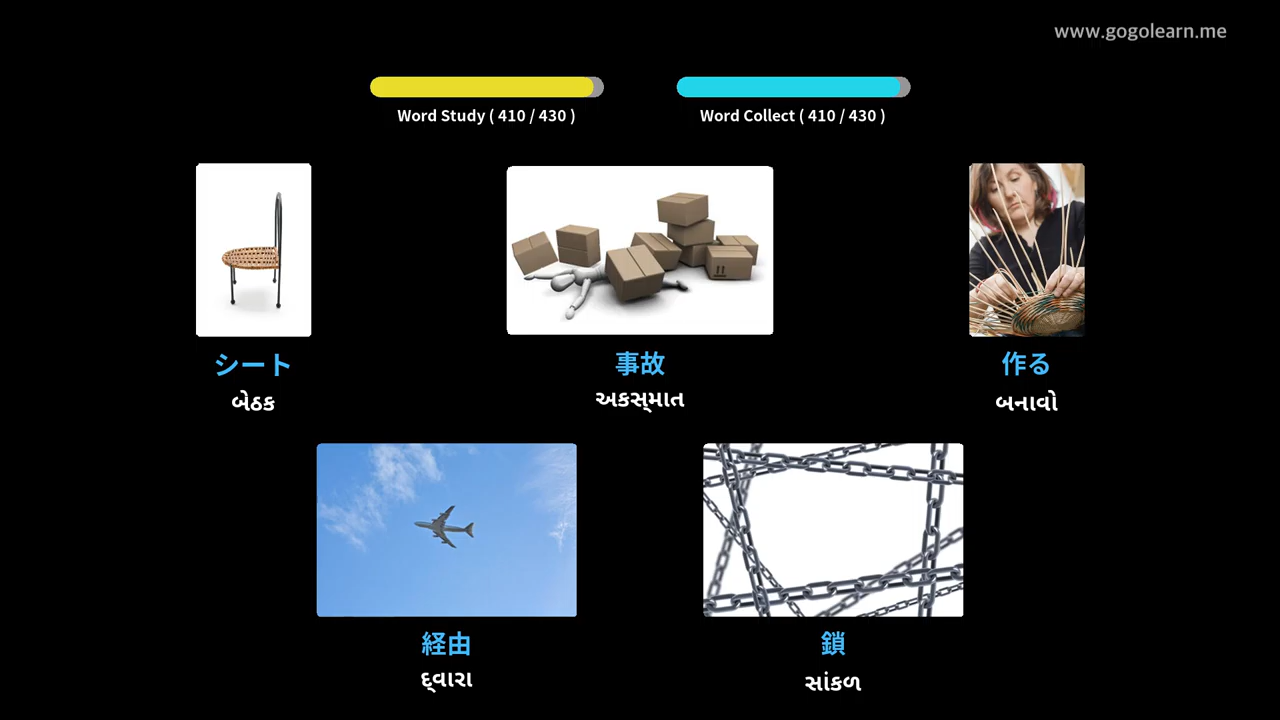 www.gogolearn.me
Word Study ( 410 / 430 )
Word Collect ( 410 / 430 )
シート
બેઠક
事故
અકસ્માત
作る
બનાવો
経由
દ્વારા
鎖
સાંકળ